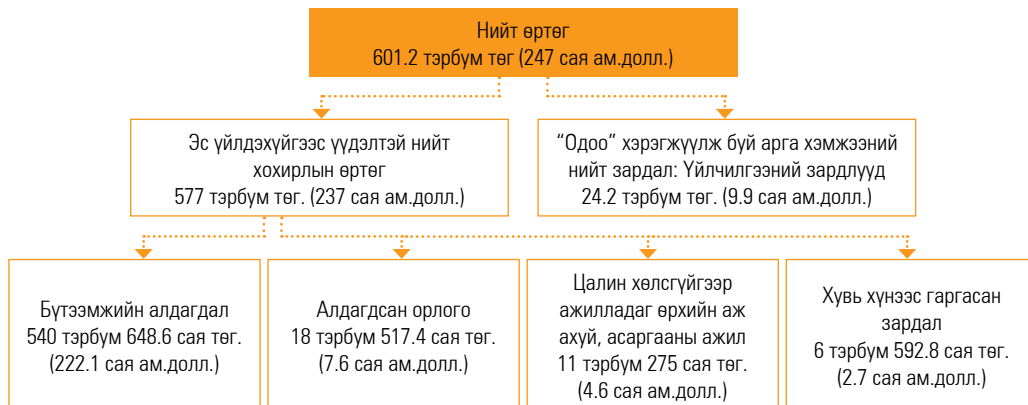 Нийт өртөг
601.2 тэрбум төг (247 сая ам.долл.)
Эс үйлдэхүйгээс үүдэлтэй нийт
хохирлын өртөг
577 тэрбум төг. (237 сая ам.долл.)
“Одоо” хэрэгжүүлж буй арга хэмжээний
нийт зардал: Үйлчилгээний зардлууд
24.2 тэрбум төг. (9.9 сая ам.долл.)
Бүтээмжийн алдагдал
540 тэрбум 648.6 сая төг.
(222.1 сая ам.долл.)
Алдагдсан орлого
18 тэрбум 517.4 сая төг.
(7.6 сая ам.долл.)
Цалин хөлсгүйгээр
ажилладаг өрхийн аж
ахуй, асаргааны ажил
11 тэрбум 275 сая төг.
(4.6 сая ам.долл.)
Хувь хүнээс гаргасан
зардал
6 тэрбум 592.8 сая төг.
(2.7 сая ам.долл.)